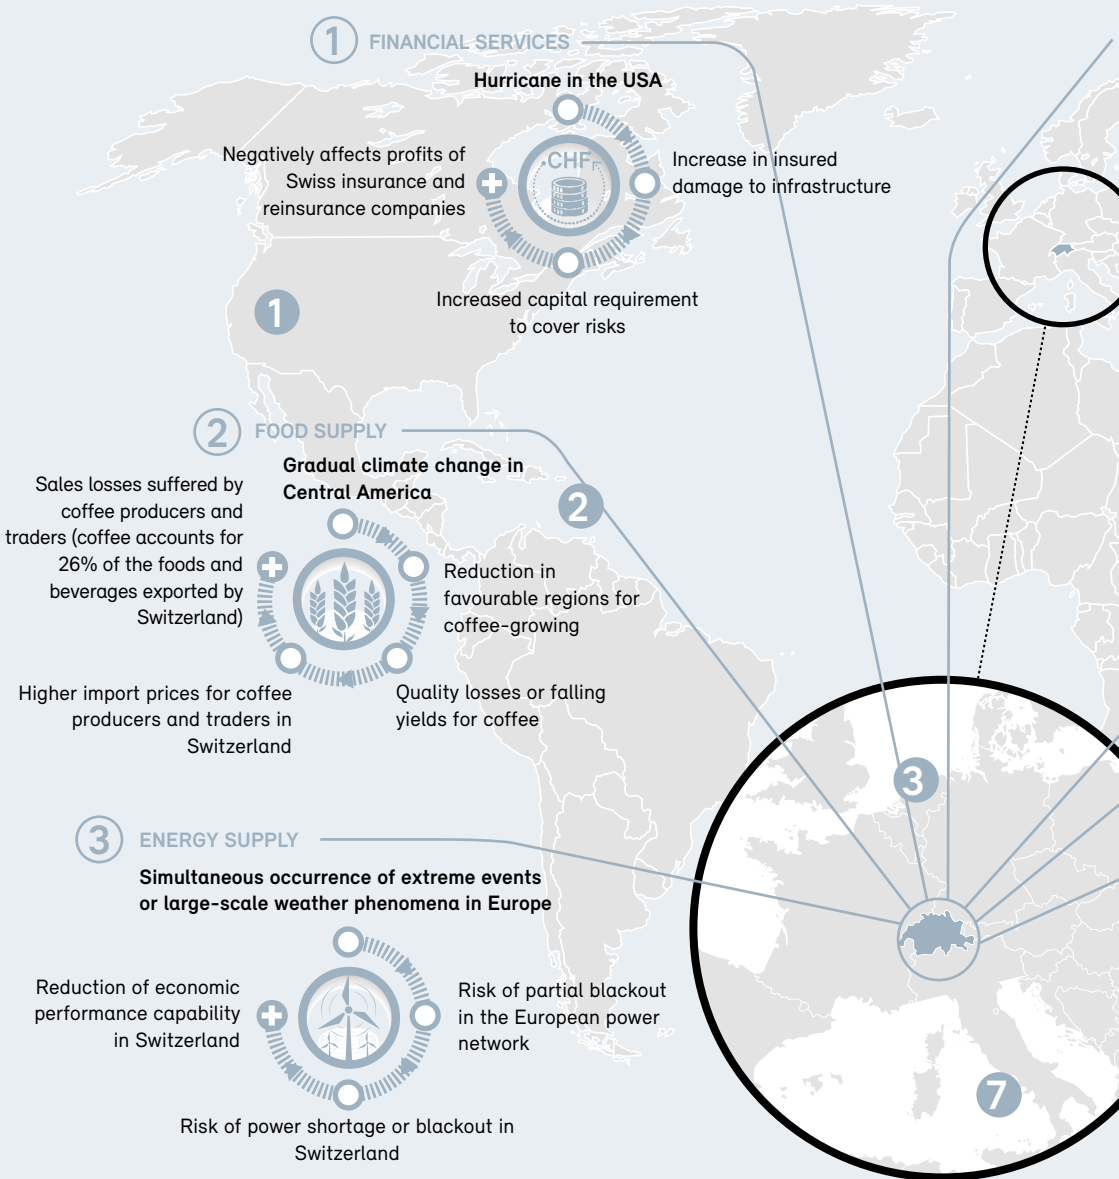 1 FINANCIAL SERVICES
Hurricane in the USA
CHF
Increase in insured
damage to infrastructure
Increased capital requirement
to cover risks
Negatively affects profits of
Swiss insurance and
reinsurance companies
1
2 FOOD SUPPLY
Gradual climate change in
Central America
2
Reduction in
favourable regions for
coffee-growing
Quality losses or falling
yields for coffee
Higher import prices for coffee
producers and traders in
Switzerland
Sales losses suffered by
coffee producers and
traders (coffee accounts for
26% of the foods and
beverages exported by
Switzerland)
3 ENERGY SUPPLY
Simultaneous occurrence of extreme events
or large-scale weather phenomena in Europe
Risk of partial blackout
in the European power
network
Risk of power shortage or blackout in
Switzerland
Reduction of economic
performance capability
in Switzerland
3
7